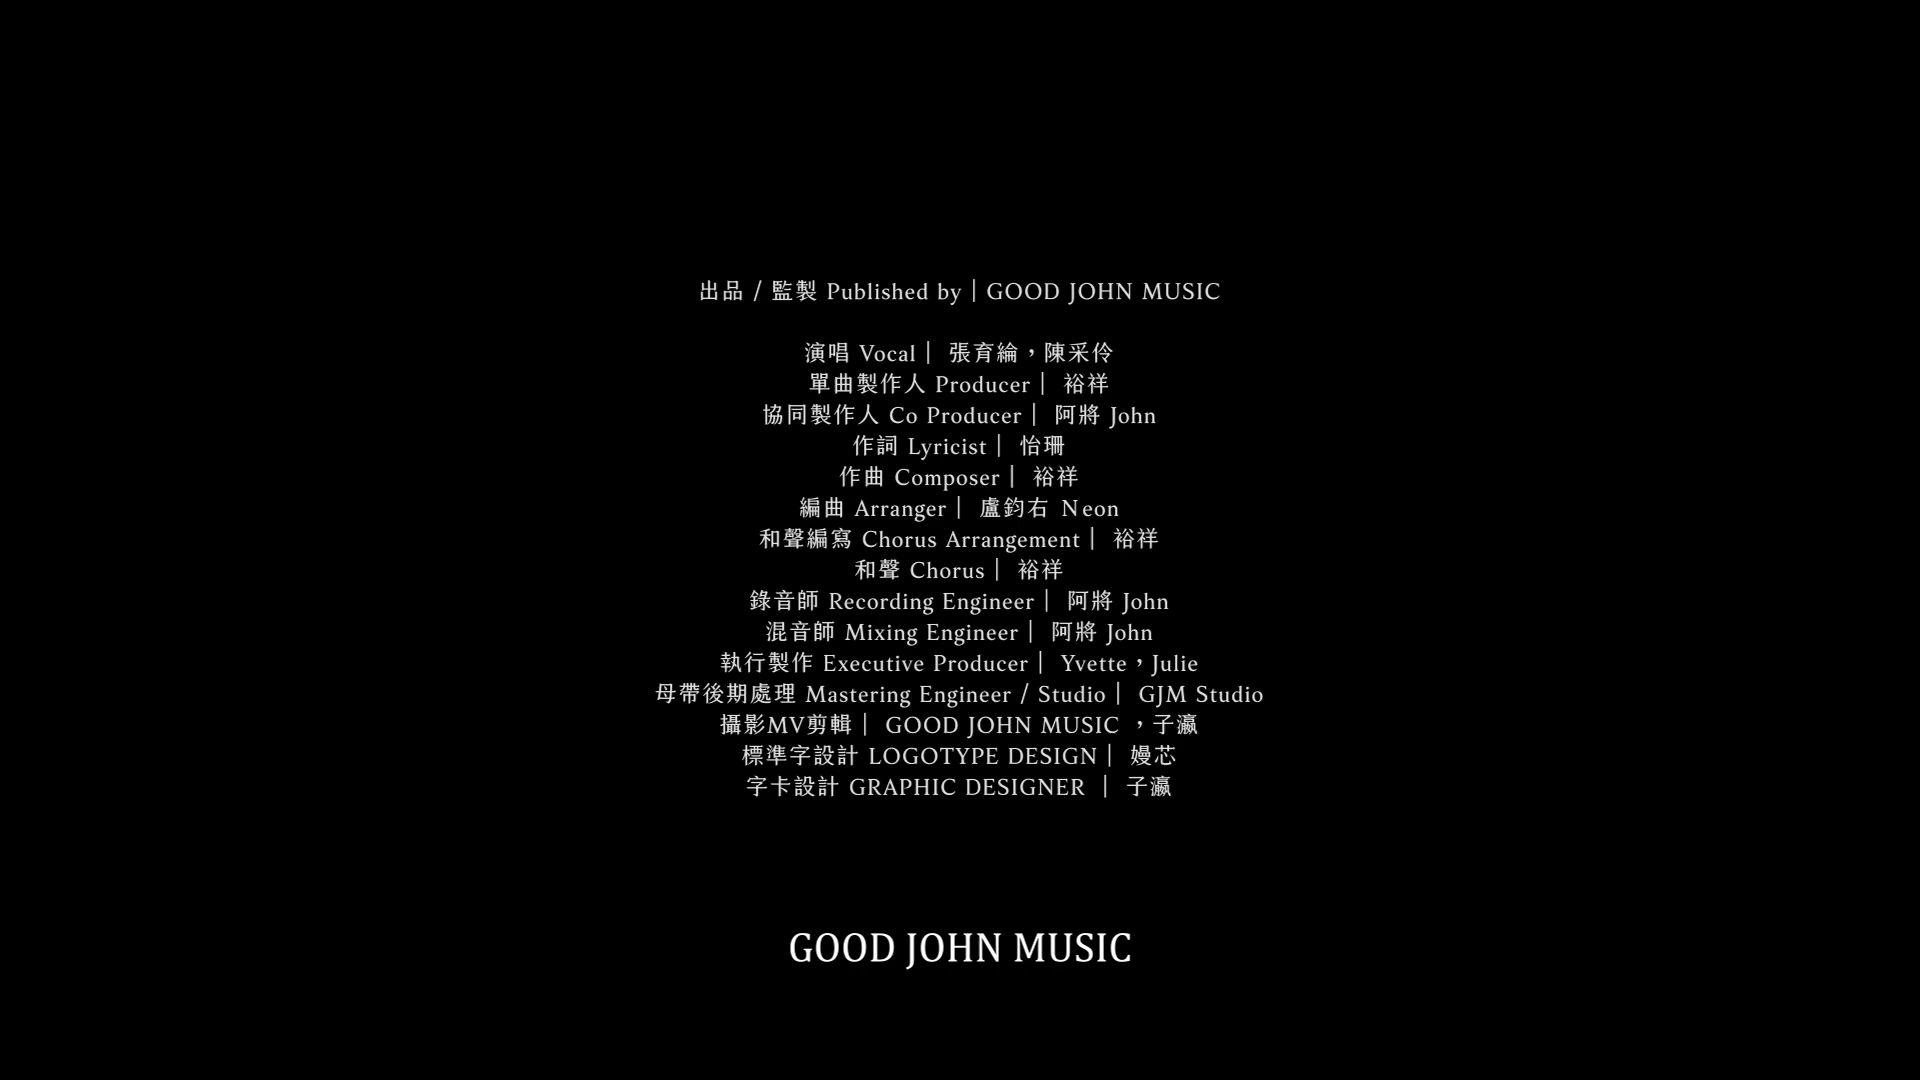 出品 / 監製 Published by | GOOD JOHN MUSIC
演唱 Vocal | 張育綸，陳采伶
單曲製作人 Producer | 裕祥
協同製作人 Co Producer | 阿將 John
作詞 Lyricist | 怡珊
作曲 Composer | 裕祥
編曲 Arranger | 盧鈞右 Neon
和聲編寫 Chorus Arrangement | 裕祥
和聲 Chorus | 裕祥
錄音師 Recording Engineer | 阿將 John
混音師 Mixing Engineer | 阿將 John
執行製作 Executive Producer | Yvette，Julie
母帶後期處理 Mastering Engineer / Studio | GJM Studio
攝影MV剪輯 | GOOD JOHN MUSIC ，子瀛
標準字設計 LOGOTYPE DESIGN | 嫚芯
字卡設計 GRAPHIC DESIGNER | 子瀛
GOOD JOHN MUSIC